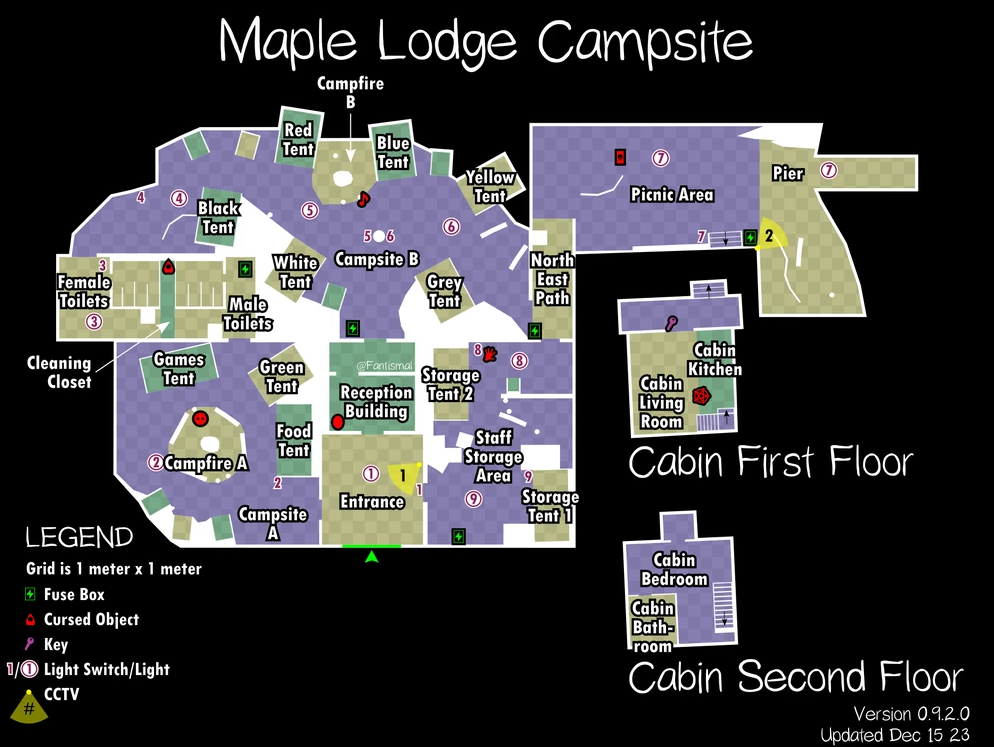 Maple Lodge Campsite
Campfire
B
Red
Tent
Blue
Tent
Yellow
Tent
7
Picnic Area
Pier
7
4
4
Black
Tent
5
6
5 6
Campsite B
7
2
3
Female
Toilets
3
White
Tent
Male
Toilets
Grey
Tent
North
East
Path
Cleaning
Closet
Games
Tent
Green
Tent
@Fantismal
Reception
Building
Storage
Tent 2
8
8
Cabin
Kitchen
Cabin
Living
Room
Cabin First Floor
Food
Tent
2
Campfire A
2
Campsite
A
1
1
1
Entrance
Staff
Storage
Area
9
9
Storage
Tent 1
Cabin
Bedroom
Cabin
Bath-
room
Cabin Second Floor
LEGEND
Grid is 1 meter x 1 meter
Fuse Box
Cursed Object
Key
1/1 Light Switch/Light
# CCTV
Version 0.9.2.0
Updated Dec 15 23